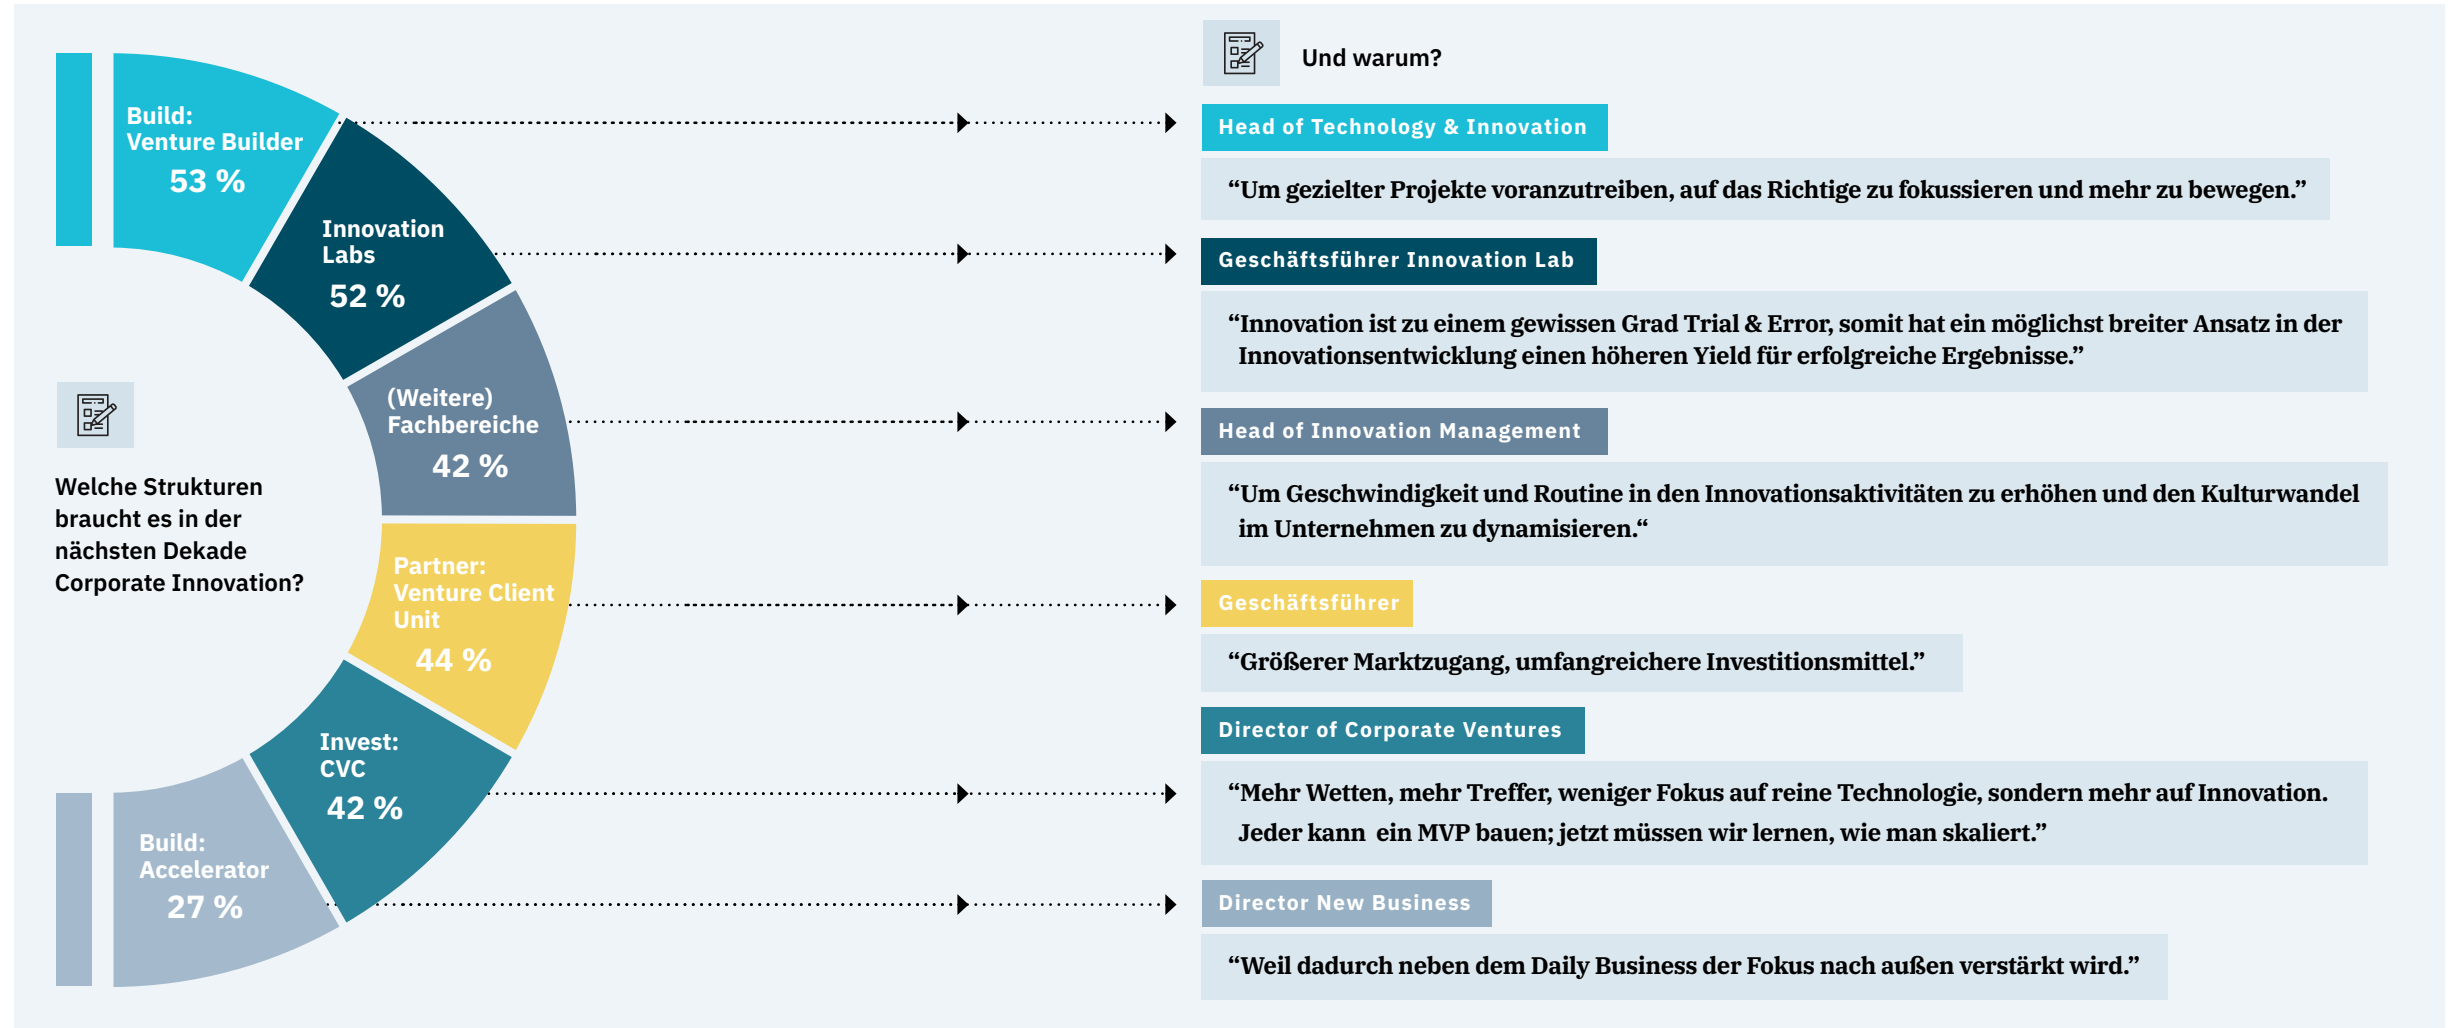 Build:
Venture Builder
53 %
Innovation
Labs
52 %
(Weitere)
Fachbereiche
42 %
Welche Strukturen
braucht es in der
nächsten Dekade
Corporate Innovation?
Partner:
Venture Client
Unit
44 %
Invest:
CVC
42 %
Build:
Accelerator
27 %
Und warum?
Head of Technology & Innovation
“Um gezielter Projekte voranzutreiben, auf das Richtige zu fokussieren und mehr zu bewegen.”
Geschäftsführer Innovation Lab
“Innovation ist zu einem gewissen Grad Trial & Error, somit hat ein möglichst breiter Ansatz in der
Innovationsentwicklung einen höheren Yield für erfolgreiche Ergebnisse.”
Head of Innovation Management
“Um Geschwindigkeit und Routine in den Innovationsaktivitäten zu erhöhen und den Kulturwandel
im Unternehmen zu dynamisieren.“
Geschäftsführer
“Größerer Marktzugang, umfangreichere Investitionsmittel.”
Director of Corporate Ventures
“Mehr Wetten, mehr Treffer, weniger Fokus auf reine Technologie, sondern mehr auf Innovation.
Jeder kann ein MVP bauen; jetzt müssen wir lernen, wie man skaliert.”
Director New Business
“Weil dadurch neben dem Daily Business der Fokus nach außen verstärkt wird.”